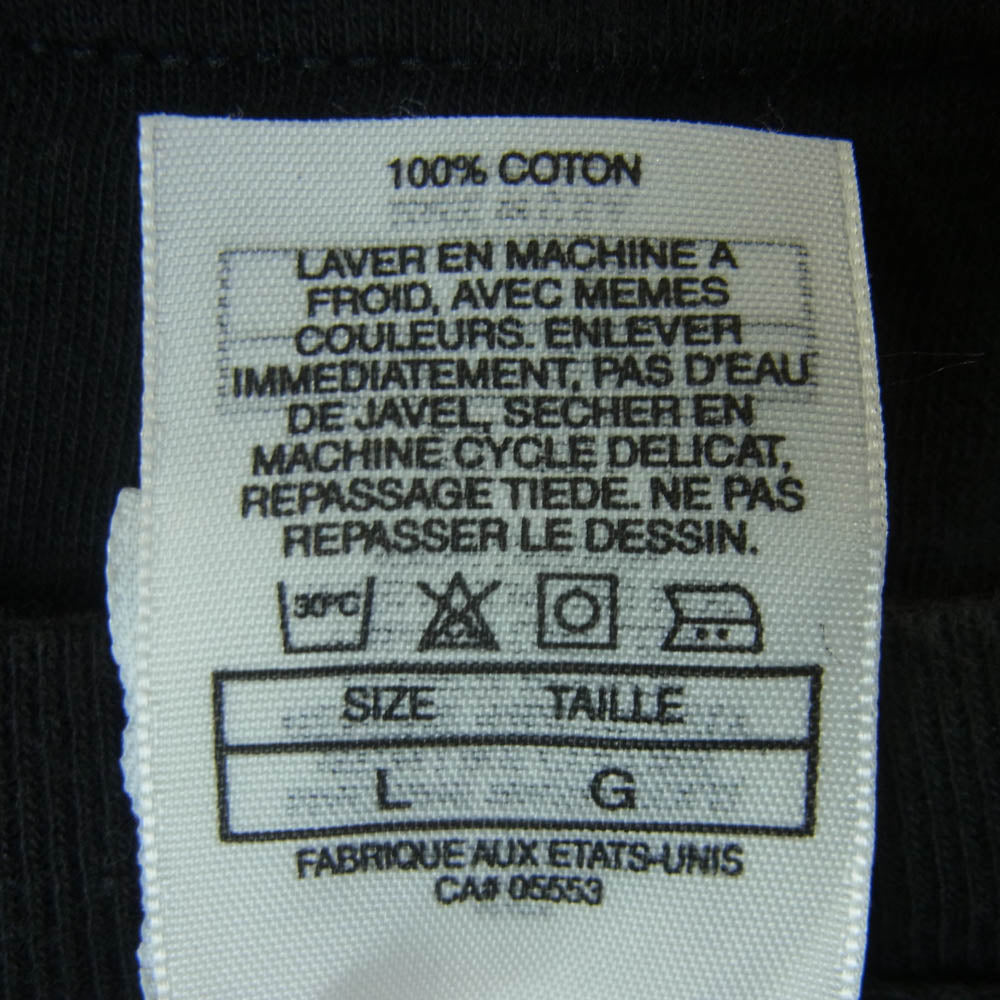 100% COTON
LAVER EN MACHINE A
FROID, AVEC MEMES
COULEURS. ENLEVER
IMMEDIATEMENT, PAS D'EAU
DE JAVEL, SECHER EN
MACHINE CYCLE DELICAT,
REPASSAGE TIEDE. NE PAS
REPASSER LE DESSIN.
30°C
SIZE TAILLE
L G
FABRIQUE AUX ETATS-UNIS
CA# 05553